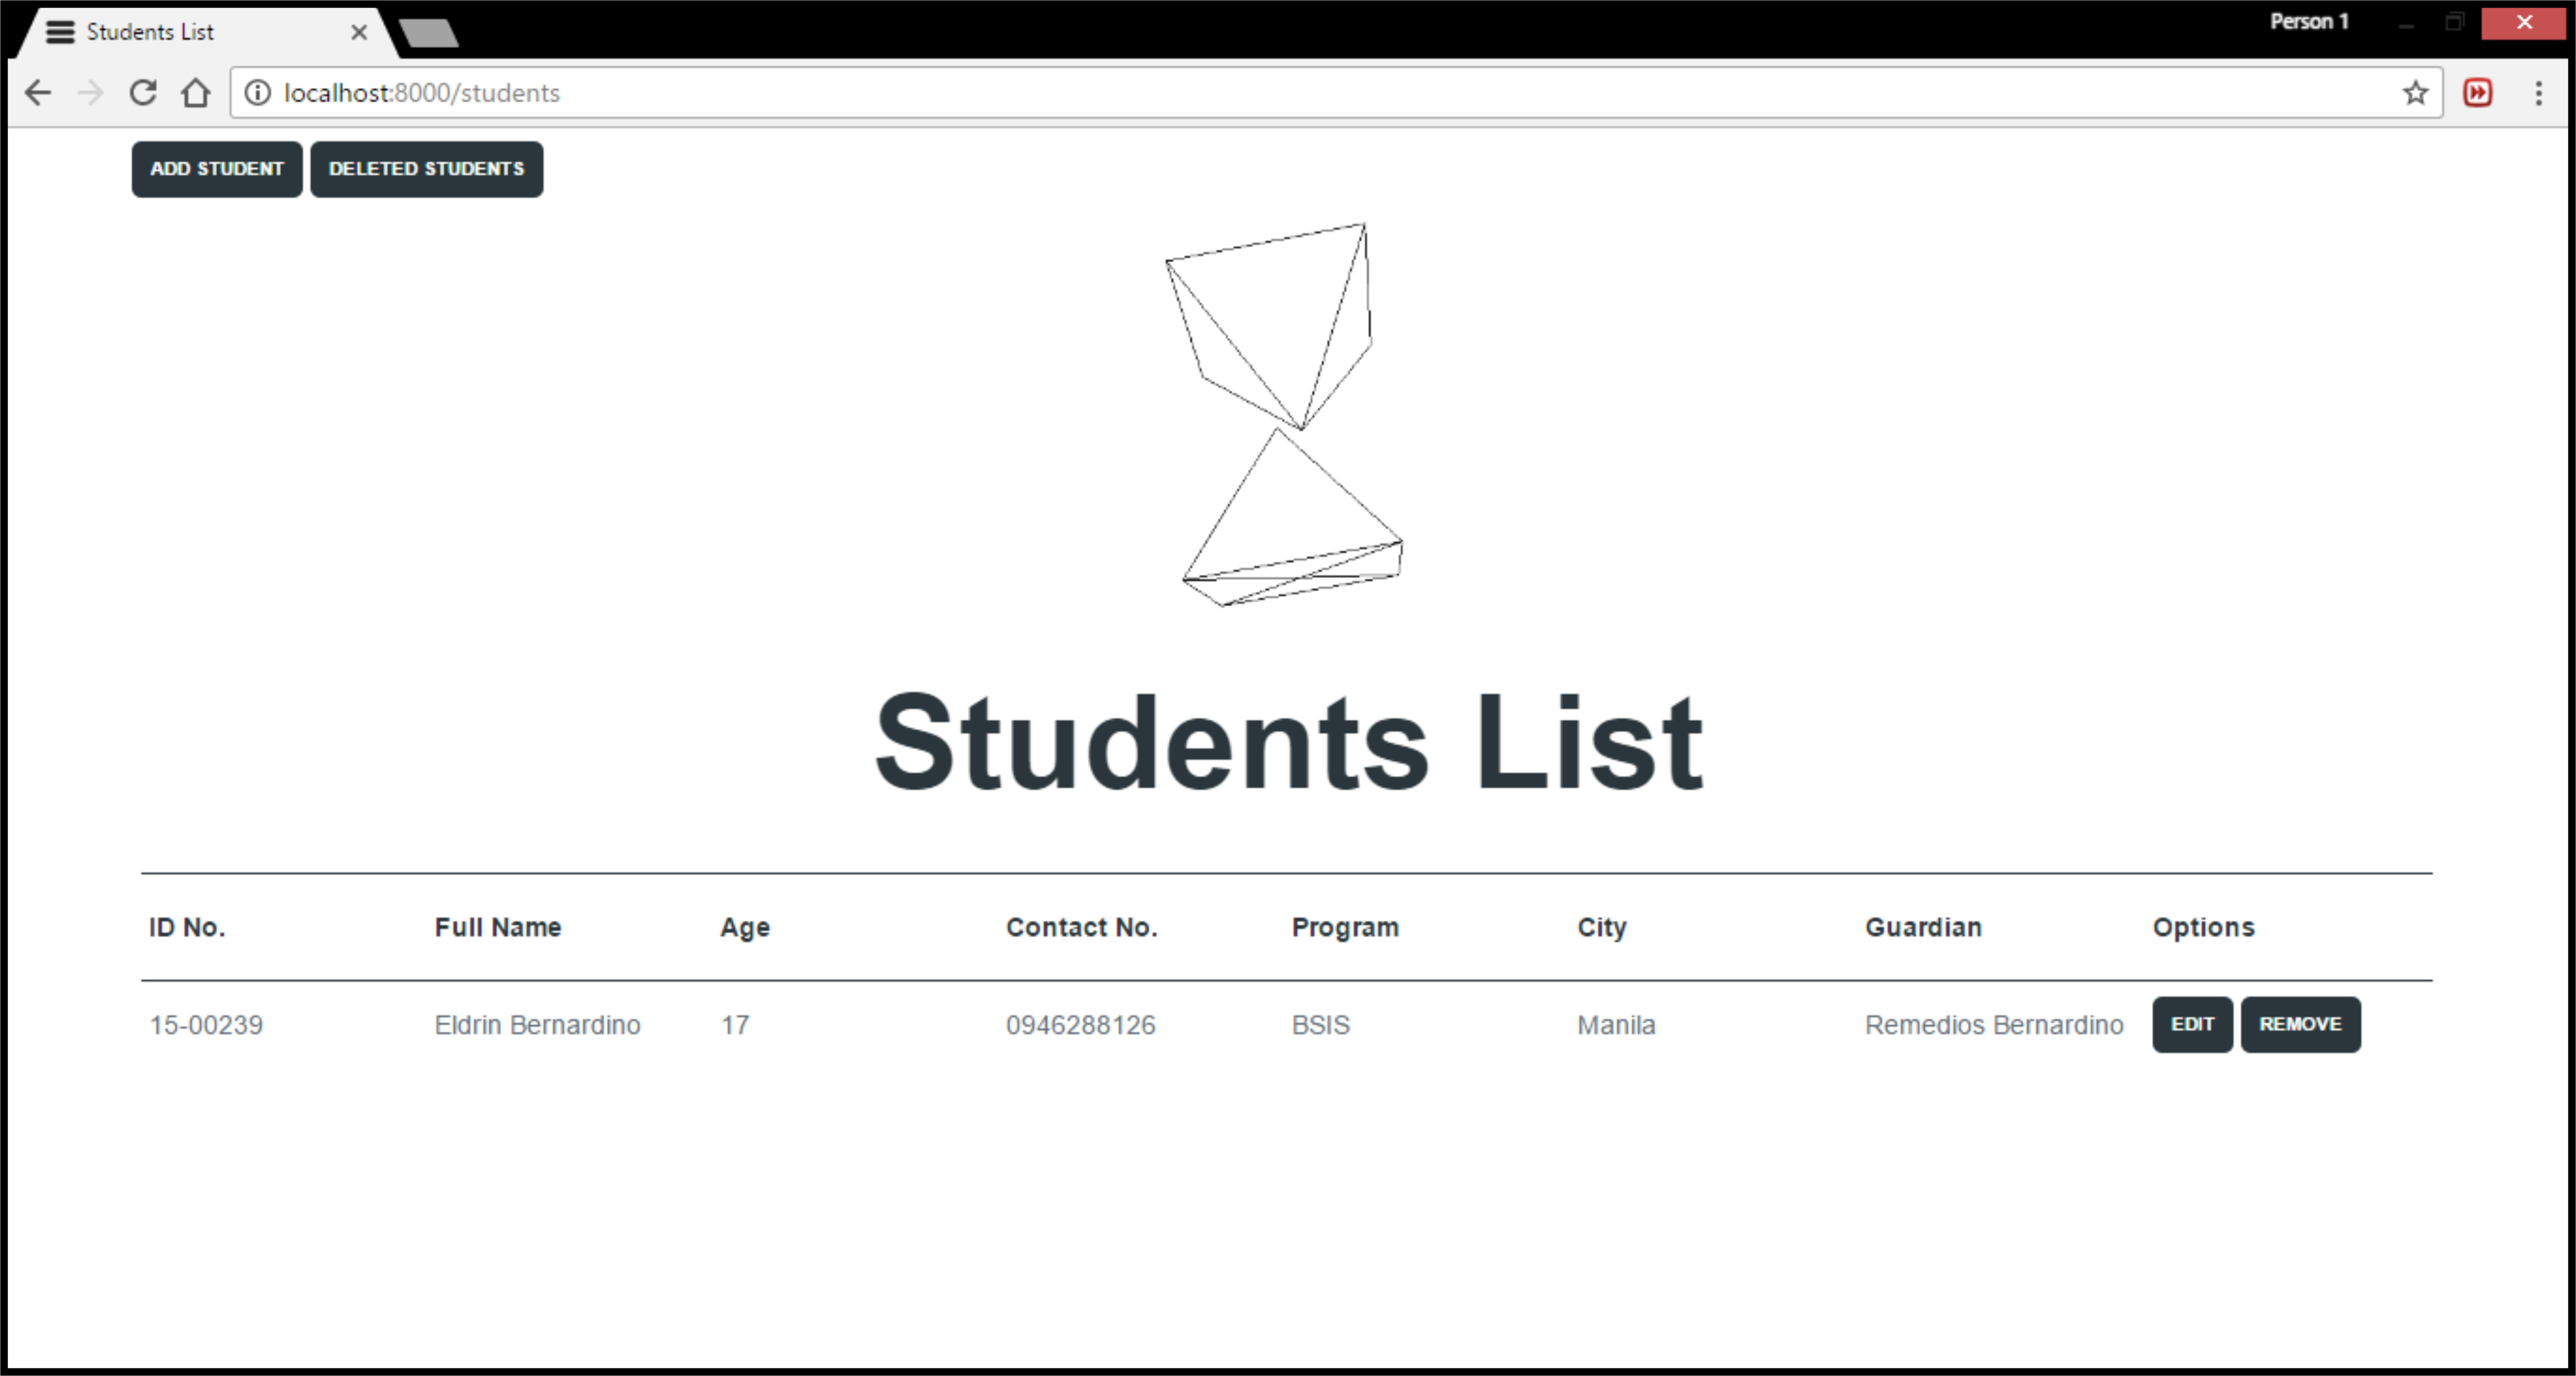 Students List
Person 1
localhost:8000/students
ADD STUDENT DELETED STUDENTS
Students List
ID No. Full Name Age Contact No. Program City Guardian Options
15-00239 Eldrin Bernardino 17 0946288126 BSIS Manila Remedios Bernardino EDIT REMOVE